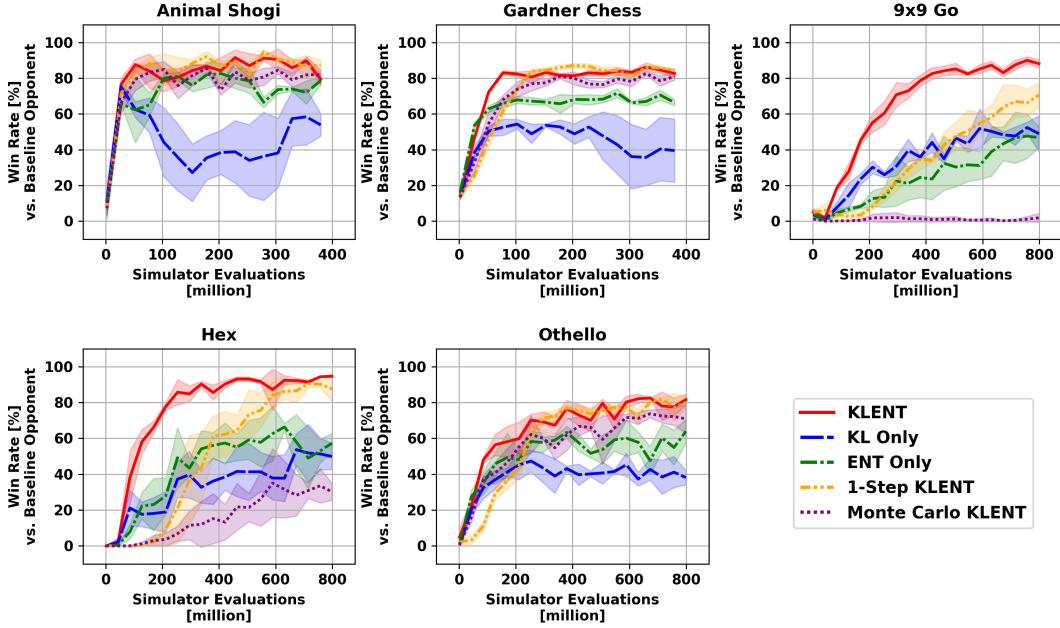 Animal Shogi
100
80
60
40
20
0
Win Rate [%]
vs. Baseline Opponent
0 100 200 300 400
Simulator Evaluations
[million]
Gardner Chess
100
80
60
40
20
0
Win Rate [%]
vs. Baseline Opponent
0 100 200 300 400
Simulator Evaluations
[million]
9x9 Go
100
80
60
40
20
0
Win Rate [%]
vs. Baseline Opponent
0 200 400 600 800
Simulator Evaluations
[million]
Hex
100
80
60
40
20
0
Win Rate [%]
vs. Baseline Opponent
0 200 400 600 800
Simulator Evaluations
[million]
Othello
100
80
60
40
20
0
Win Rate [%]
vs. Baseline Opponent
0 200 400 600 800
Simulator Evaluations
[million]
KLENT
KL Only
ENT Only
1-Step KLENT
Monte Carlo KLENT